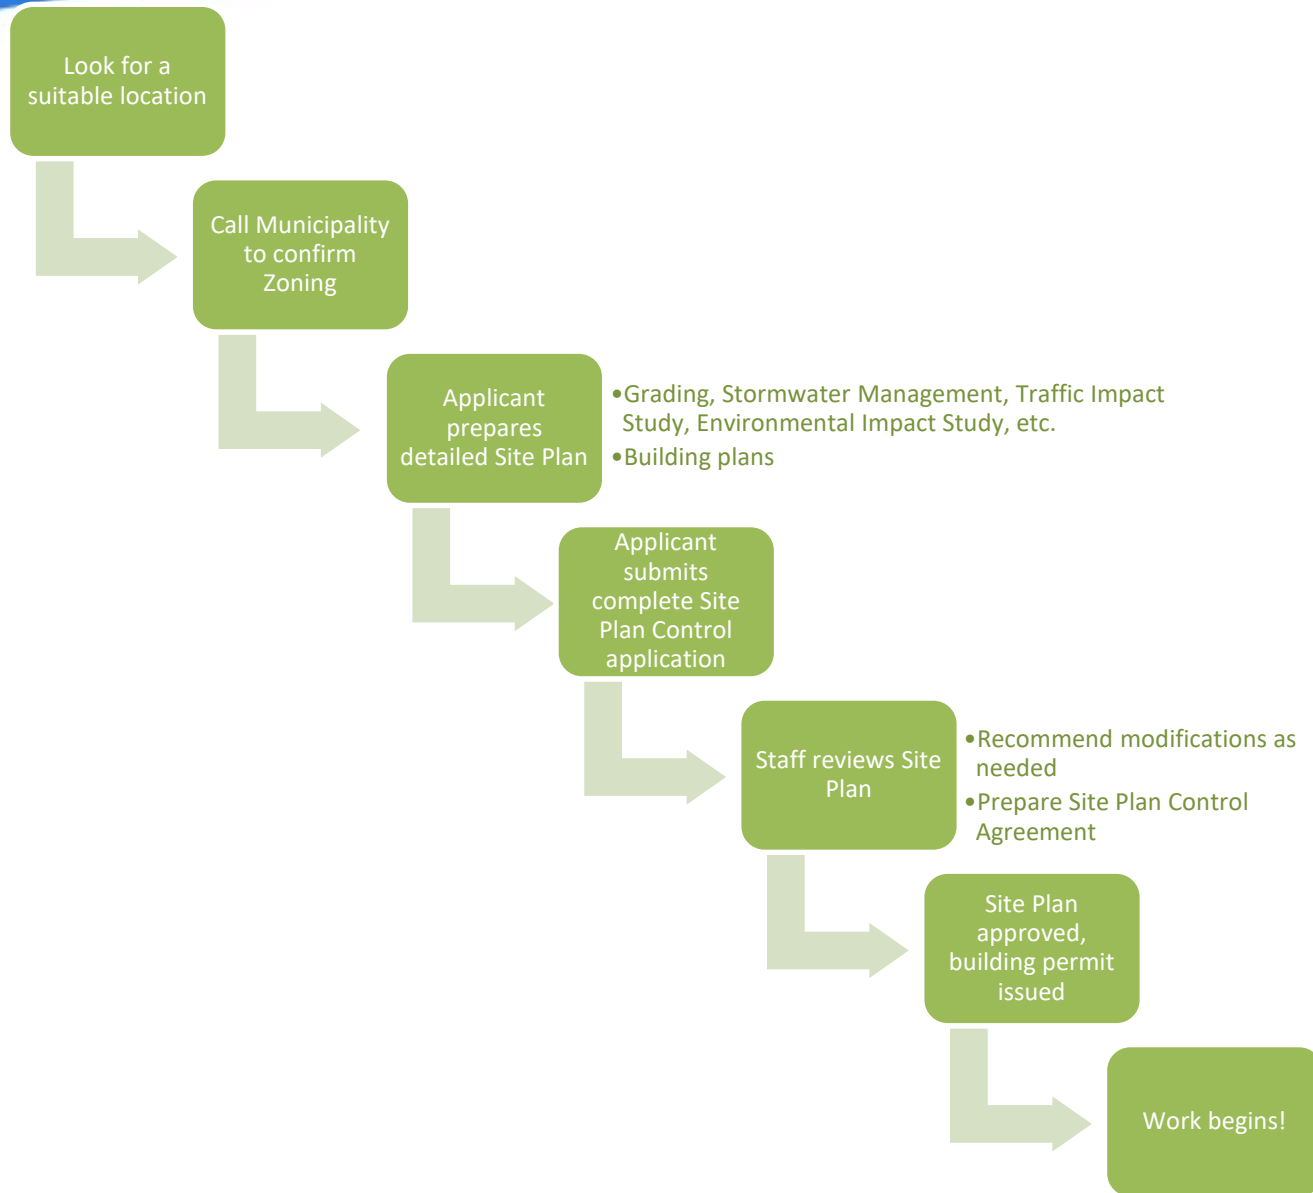 Look for a
suitable location
Call Municipality
to confirm
Zoning
Applicant
prepares
detailed Site Plan
•Grading, Stormwater Management, Traffic Impact
Study, Environmental Impact Study, etc.
•Building plans
Applicant
submits
complete Site
Plan Control
application
Staff reviews Site
Plan
•Recommend modifications as
needed
•Prepare Site Plan Control
Agreement
Site Plan
approved,
building permit
issued
Work begins!